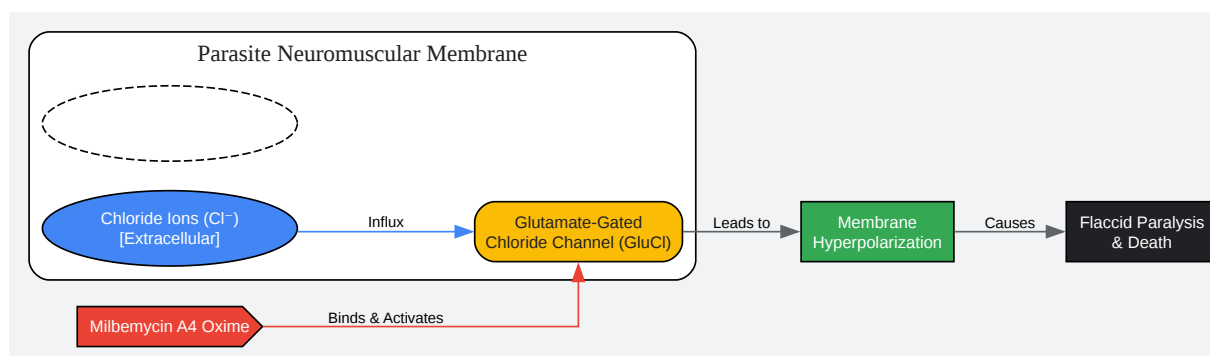 Parasite Neuromuscular Membrane
Chloride Ions (Cl⁻)
[Extracellular]
Influx
Glutamate-Gated
Chloride Channel (GluCl)
Leads to
Membrane
Hyperpolarization
Causes
Flaccid Paralysis
& Death
Milbemycin A4 Oxime
Binds & Activates